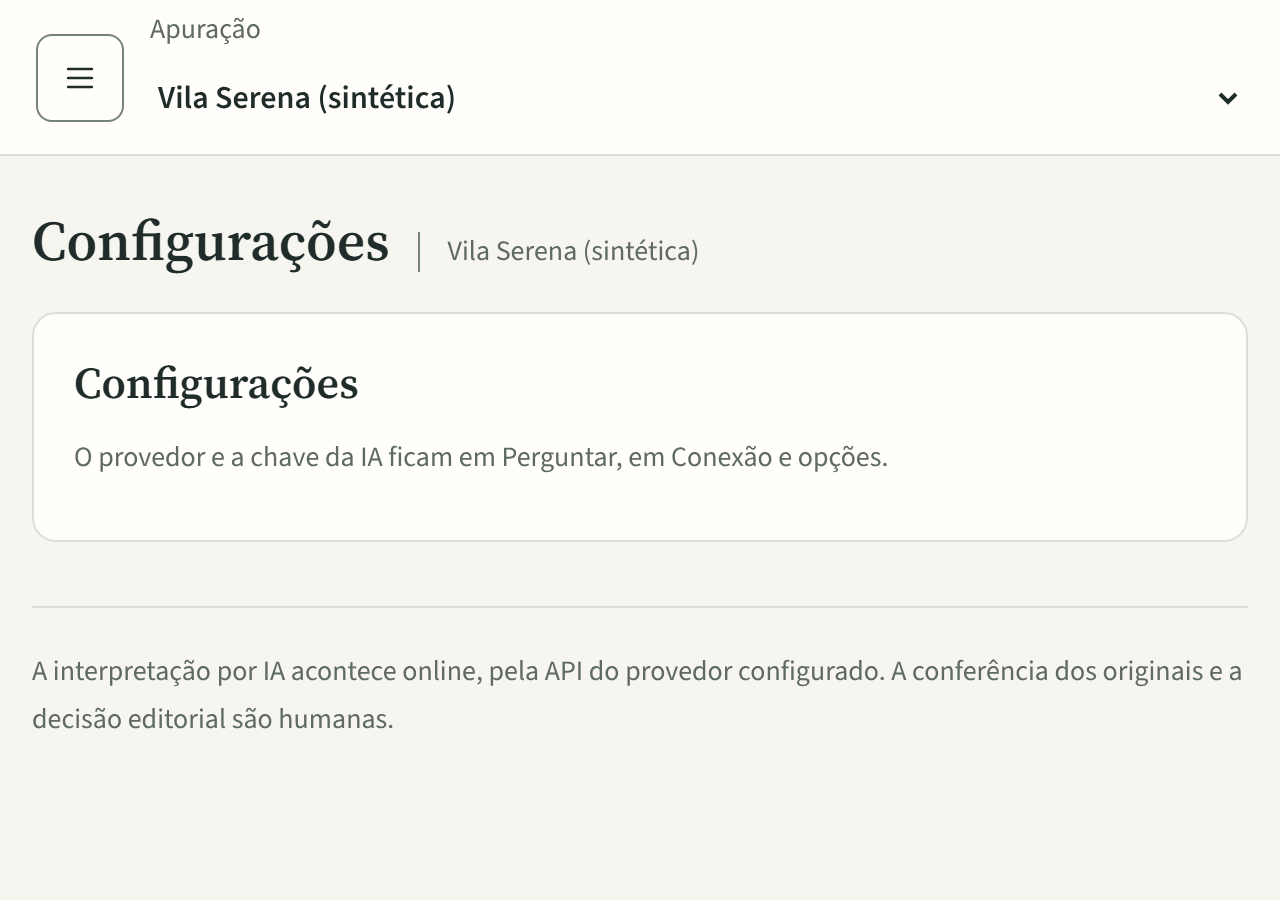 Apuração
Vila Serena (sintética)
Configurações
Vila Serena (sintética)
Configurações
O provedor e a chave da IA ficam em Perguntar, em Conexão e opções.
A interpretação por IA acontece online, pela API do provedor configurado. A conferência dos originais e a
decisão editorial são humanas.